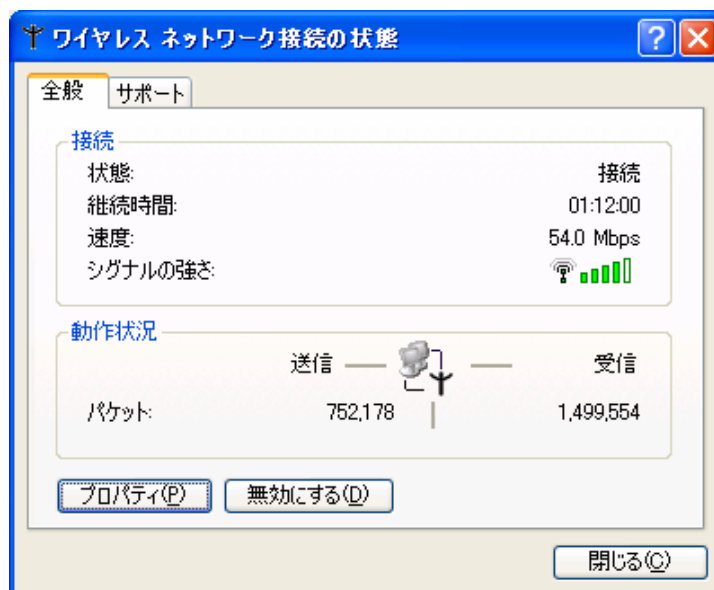 ワイヤレス ネットワーク接続の状態
全般 サポート
接続
状態: 接続
継続時間: 01:12:00
速度: 54.0 Mbps
シグナルの強さ:
動作状況
送信 受信
パケット: 752,178 1,499,554
プロパティ(P) 無効にする(D)
閉じる(C)